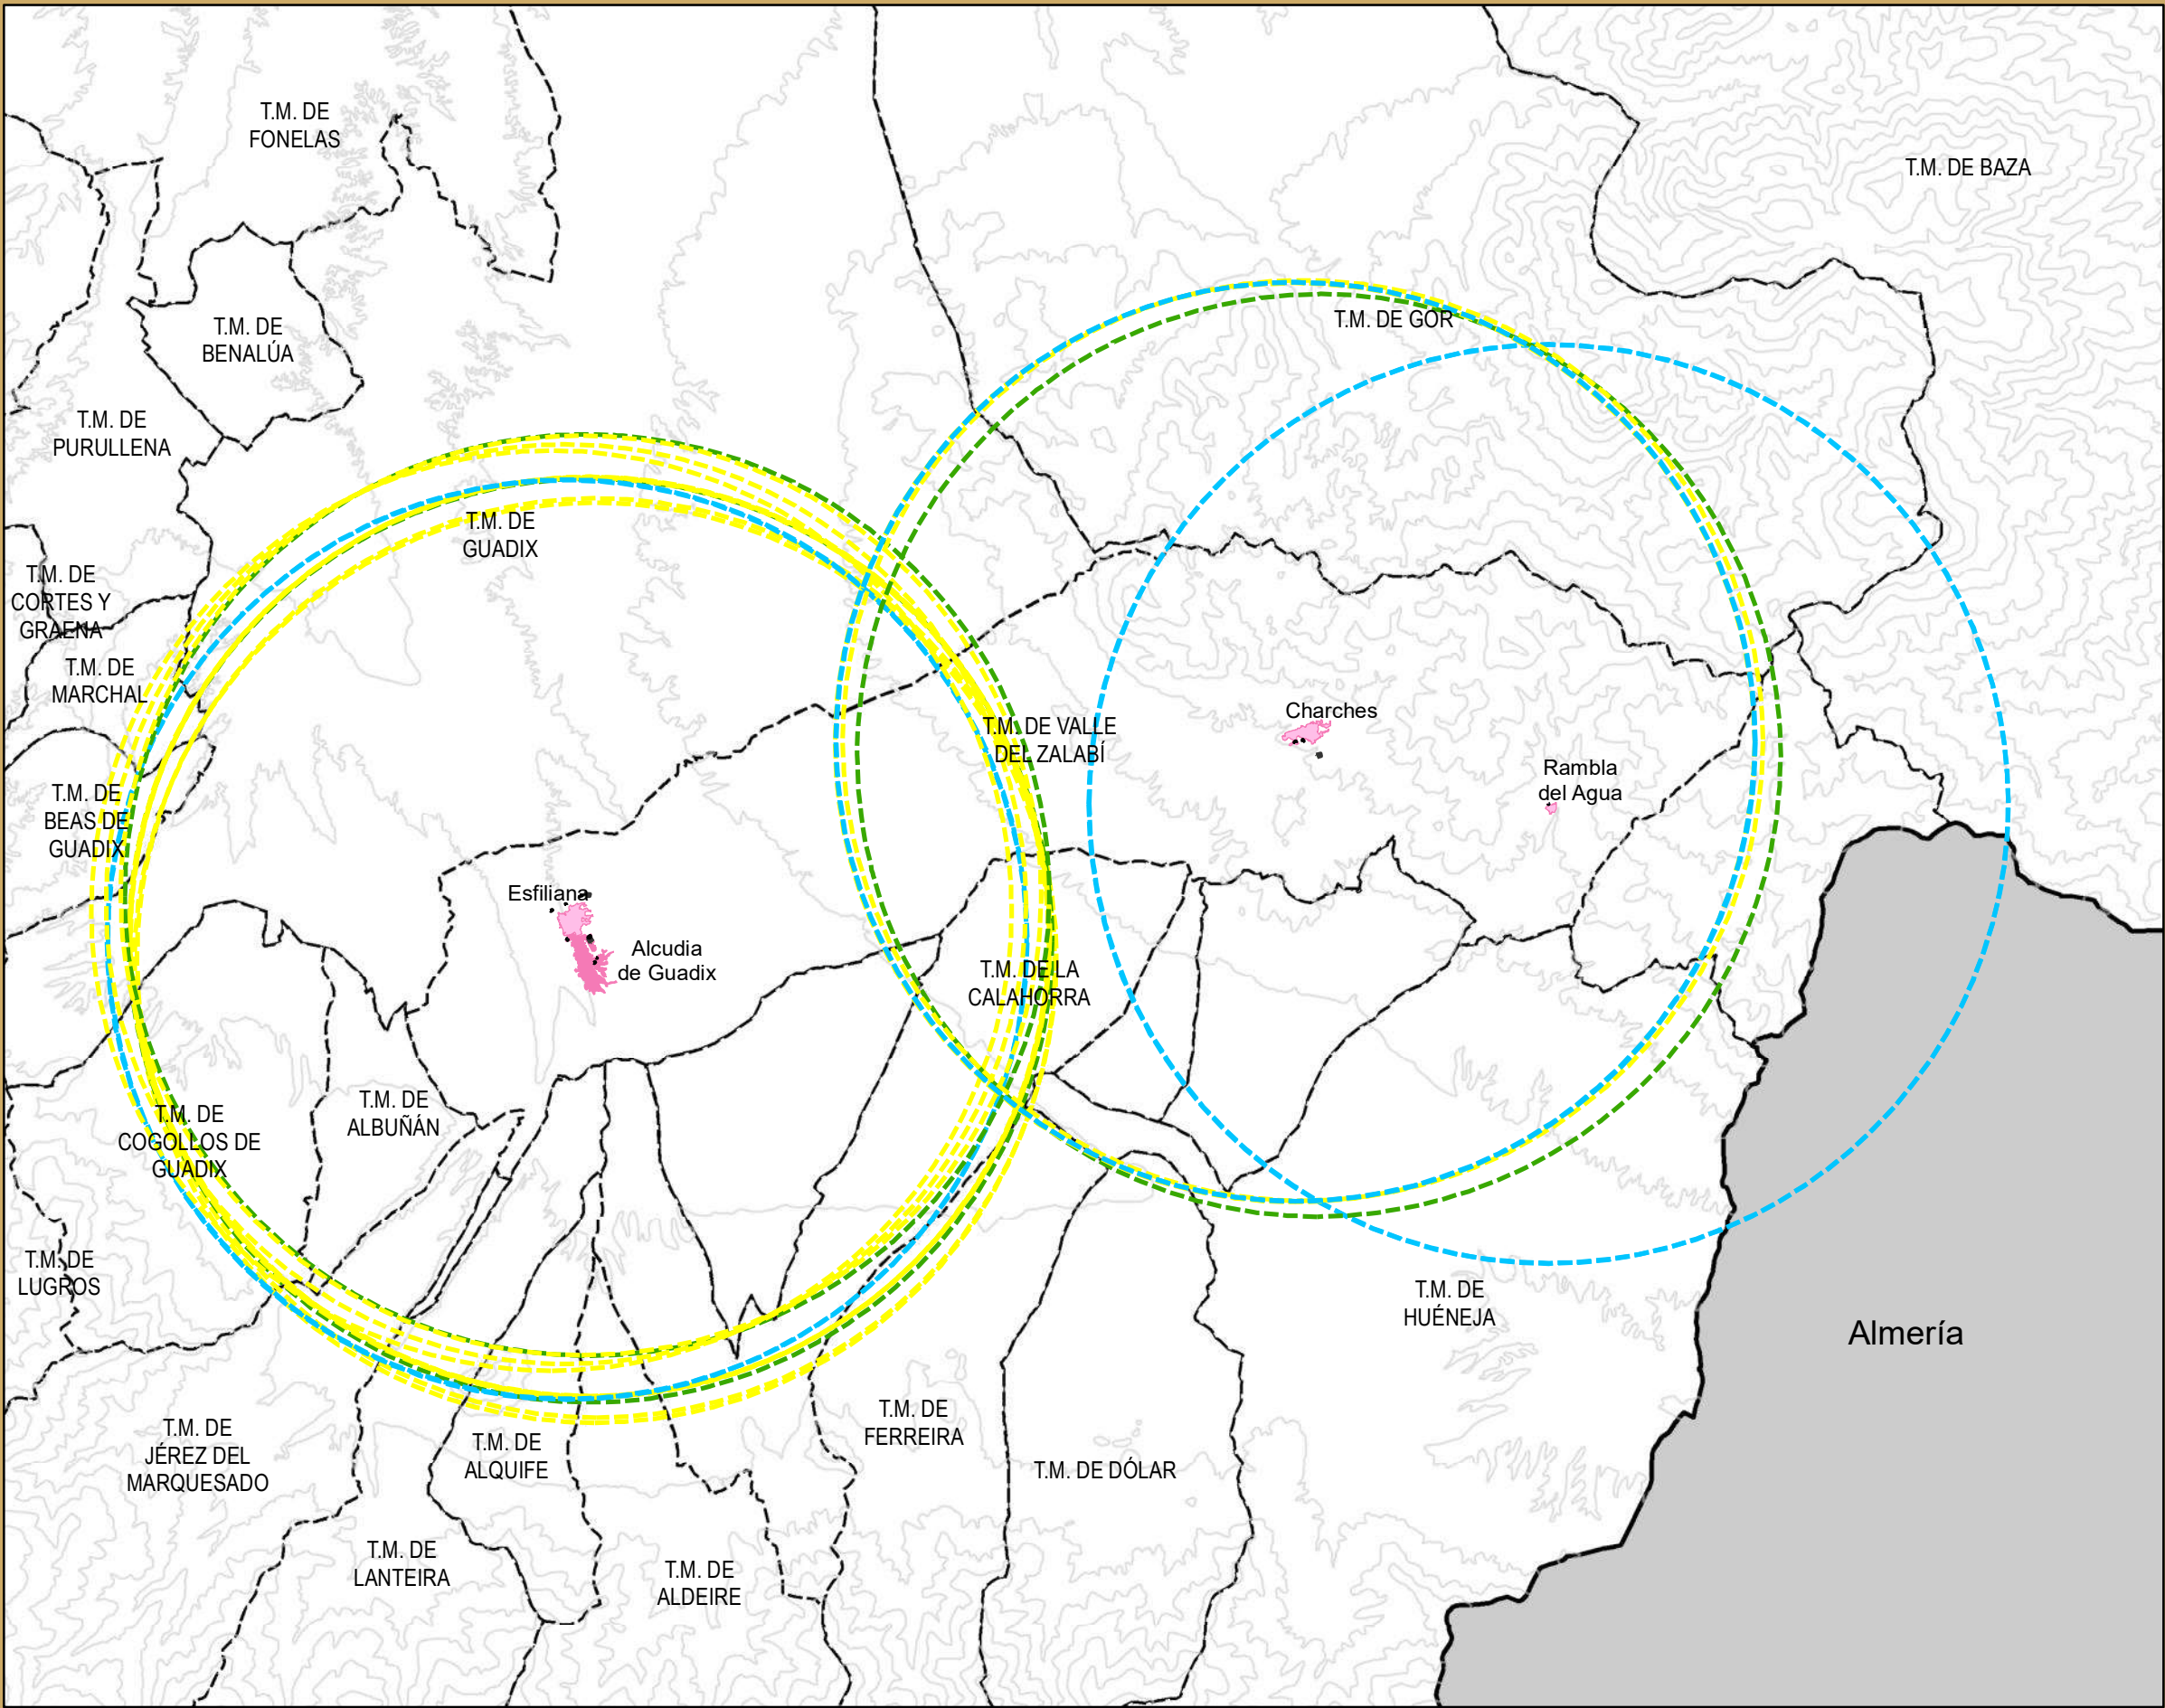 T.M. DE
FONELAS
T.M. DE BAZA
T.M. DE GOR
T.M. DE
BENALÚA
T.M. DE
PURULLENA
T.M. DE
GUADIX
T.M. DE
CORTES Y
GRAENA
T.M. DE
MARCHAL
Charches
T.M. DE VALLE
DEL ZALABÍ
Rambla
del Agua
T.M. DE
BEAS DE
GUADIX
Esfiliana
Alcudia
de Guadix
T.M. DE LA
CALAHORRA
T.M. DE
ALBUÑÁN
T.M. DE
COGOLLOS DE
GUADIX
T.M. DE
LUGROS
T.M. DE
HUÉNEJA
Almería
T.M. DE
FERREIRA
T.M. DE
JÉREZ DEL
MARQUESADO
T.M. DE
ALQUIFE
T.M. DE DÓLAR
T.M. DE
LANTEIRA
T.M. DE
ALDEIRE